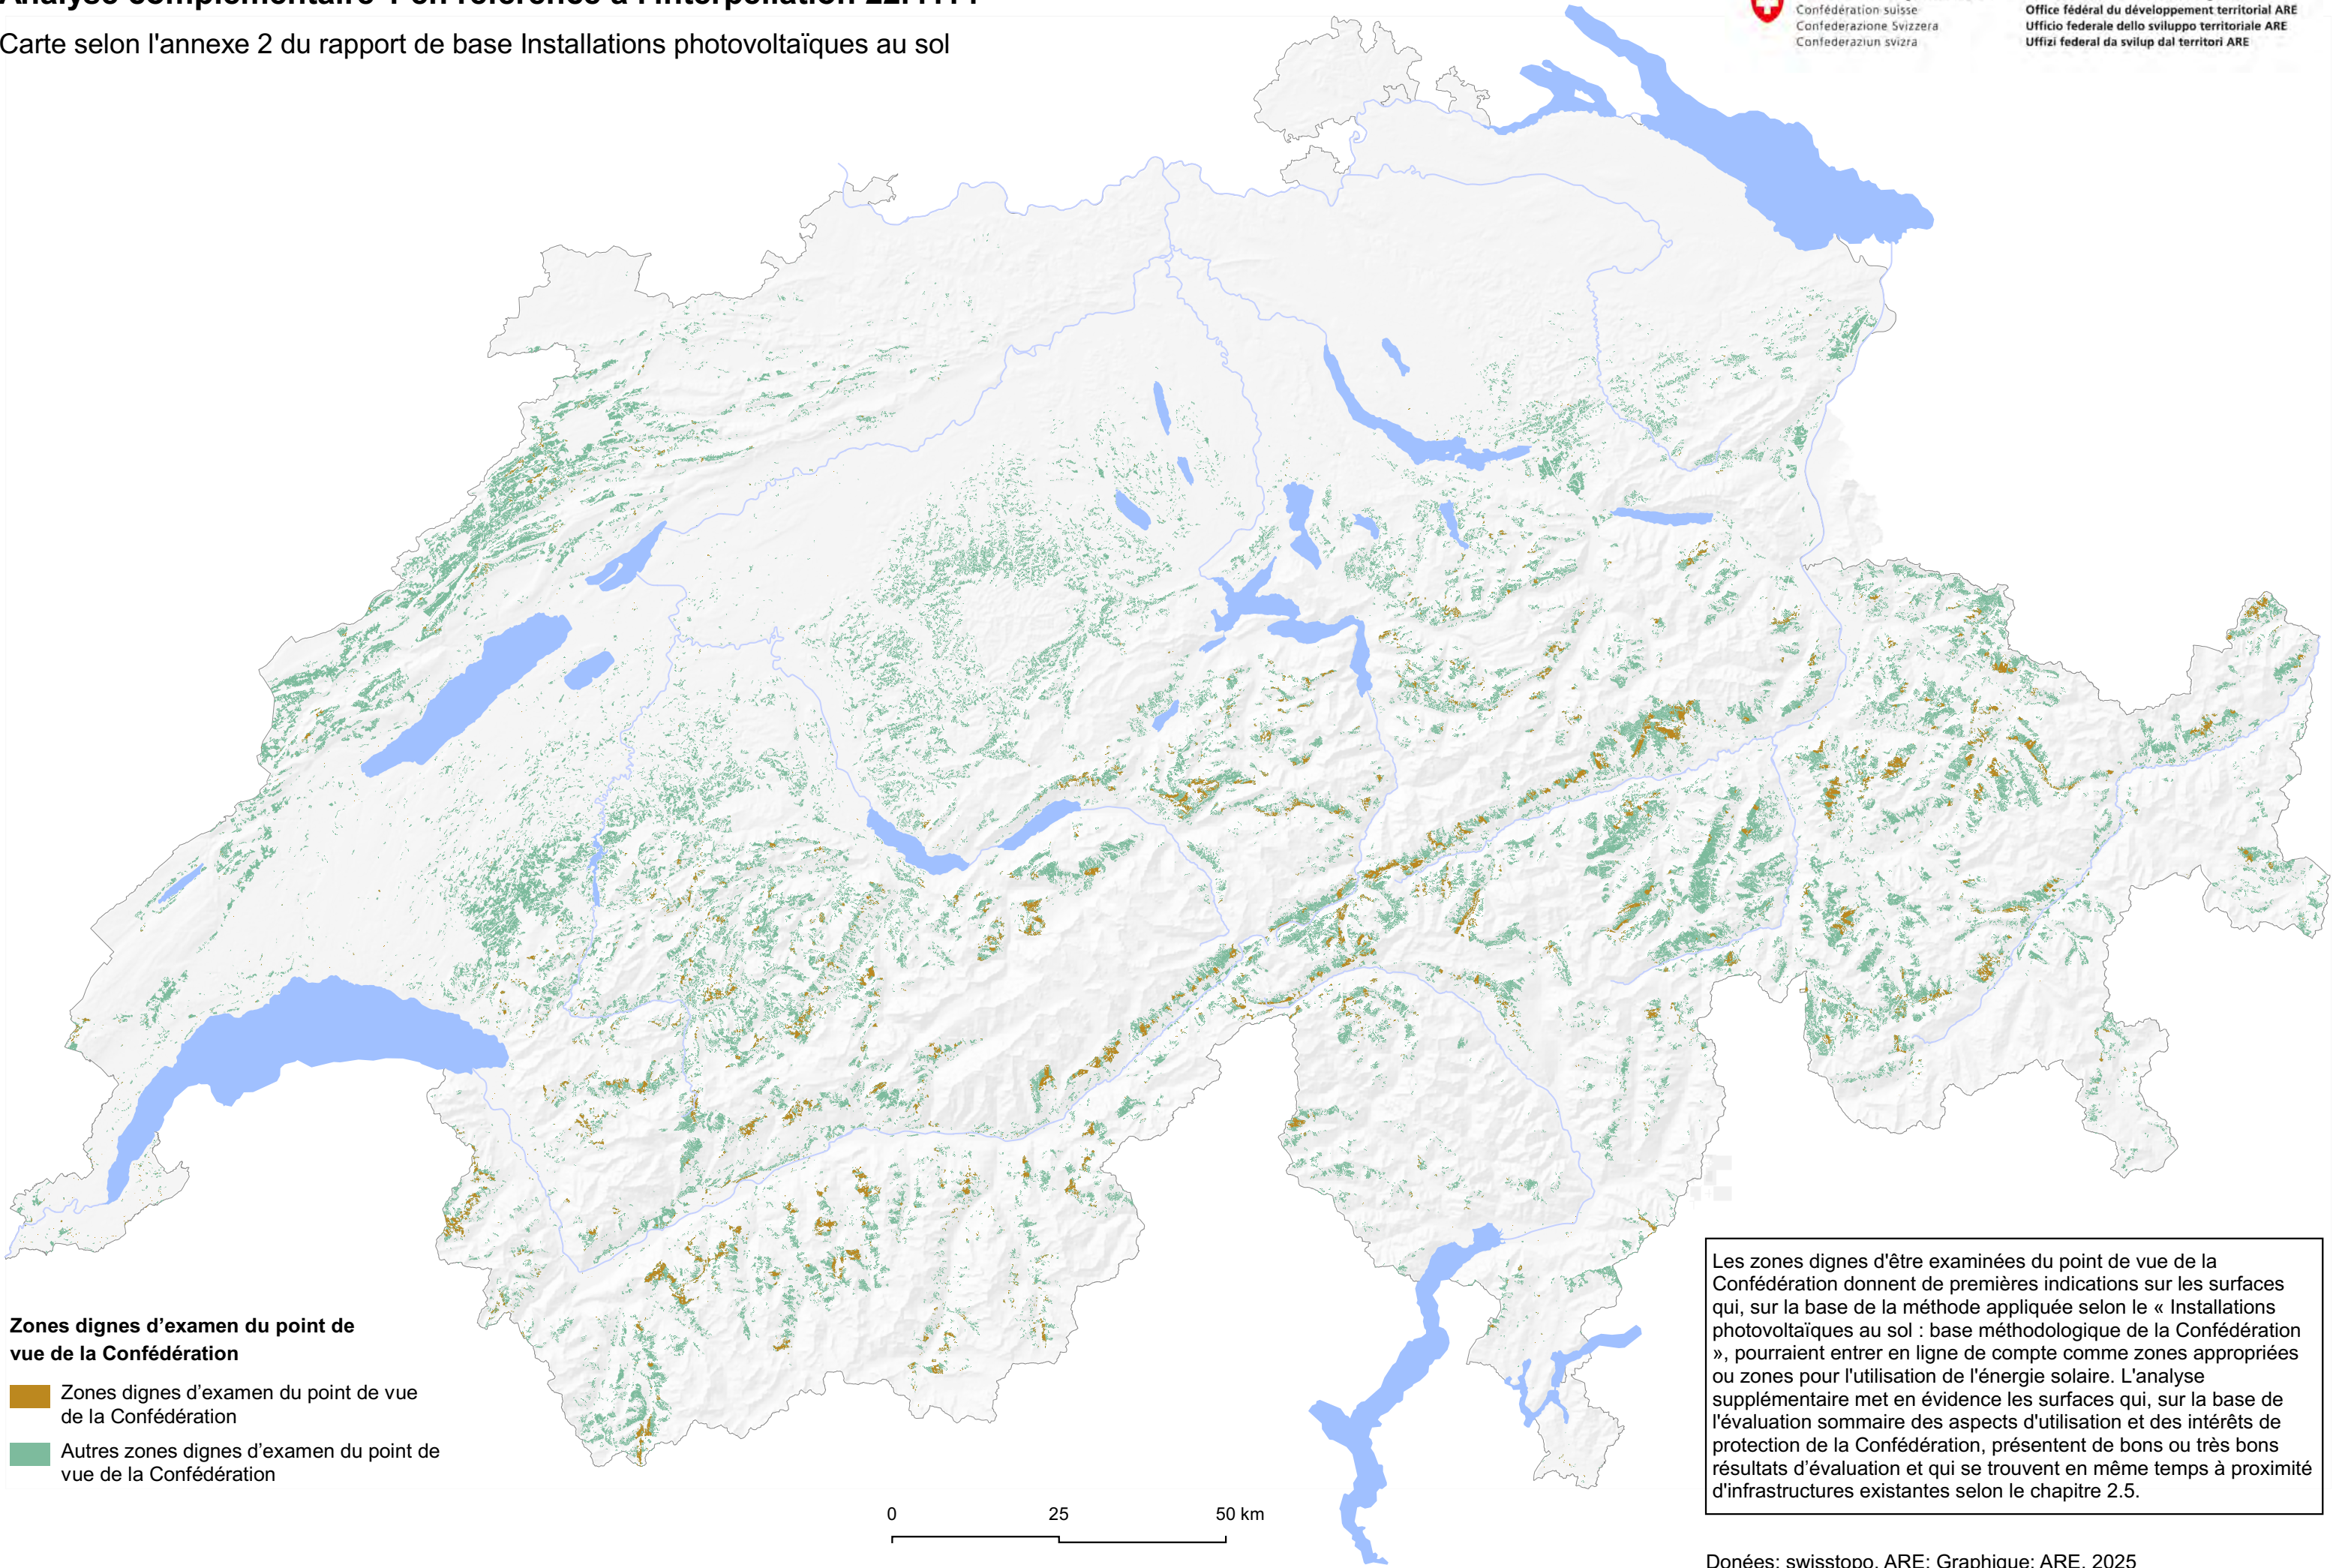 Carte selon l'annexe 2 du rapport de base Installations photovoltaïques au sol
Confédération suisse
Confederazione Svizzera
Confederaziun svizra
Office fédéral du développement territorial ARE
Ufficio federale dello sviluppo territoriale ARE
Uffizi federal da svilup dal territori ARE
Zones dignes d’examen du point de
vue de la Confédération
Zones dignes d’examen du point de vue
de la Confédération
Autres zones dignes d’examen du point de
vue de la Confédération
0 25 50 km
Les zones dignes d'être examinées du point de vue de la
Confédération donnent de premières indications sur les surfaces
qui, sur la base de la méthode appliquée selon le « Installations
photovoltaïques au sol : base méthodologique de la Confédération
», pourraient entrer en ligne de compte comme zones appropriées
ou zones pour l'utilisation de l'énergie solaire. L'analyse
supplémentaire met en évidence les surfaces qui, sur la base de
l'évaluation sommaire des aspects d'utilisation et des intérêts de
protection de la Confédération, présentent de bons ou très bons
résultats d’évaluation et qui se trouvent en même temps à proximité
d'infrastructures existantes selon le chapitre 2.5.
Donées: swisstopo, ARE; Graphique: ARE, 2025